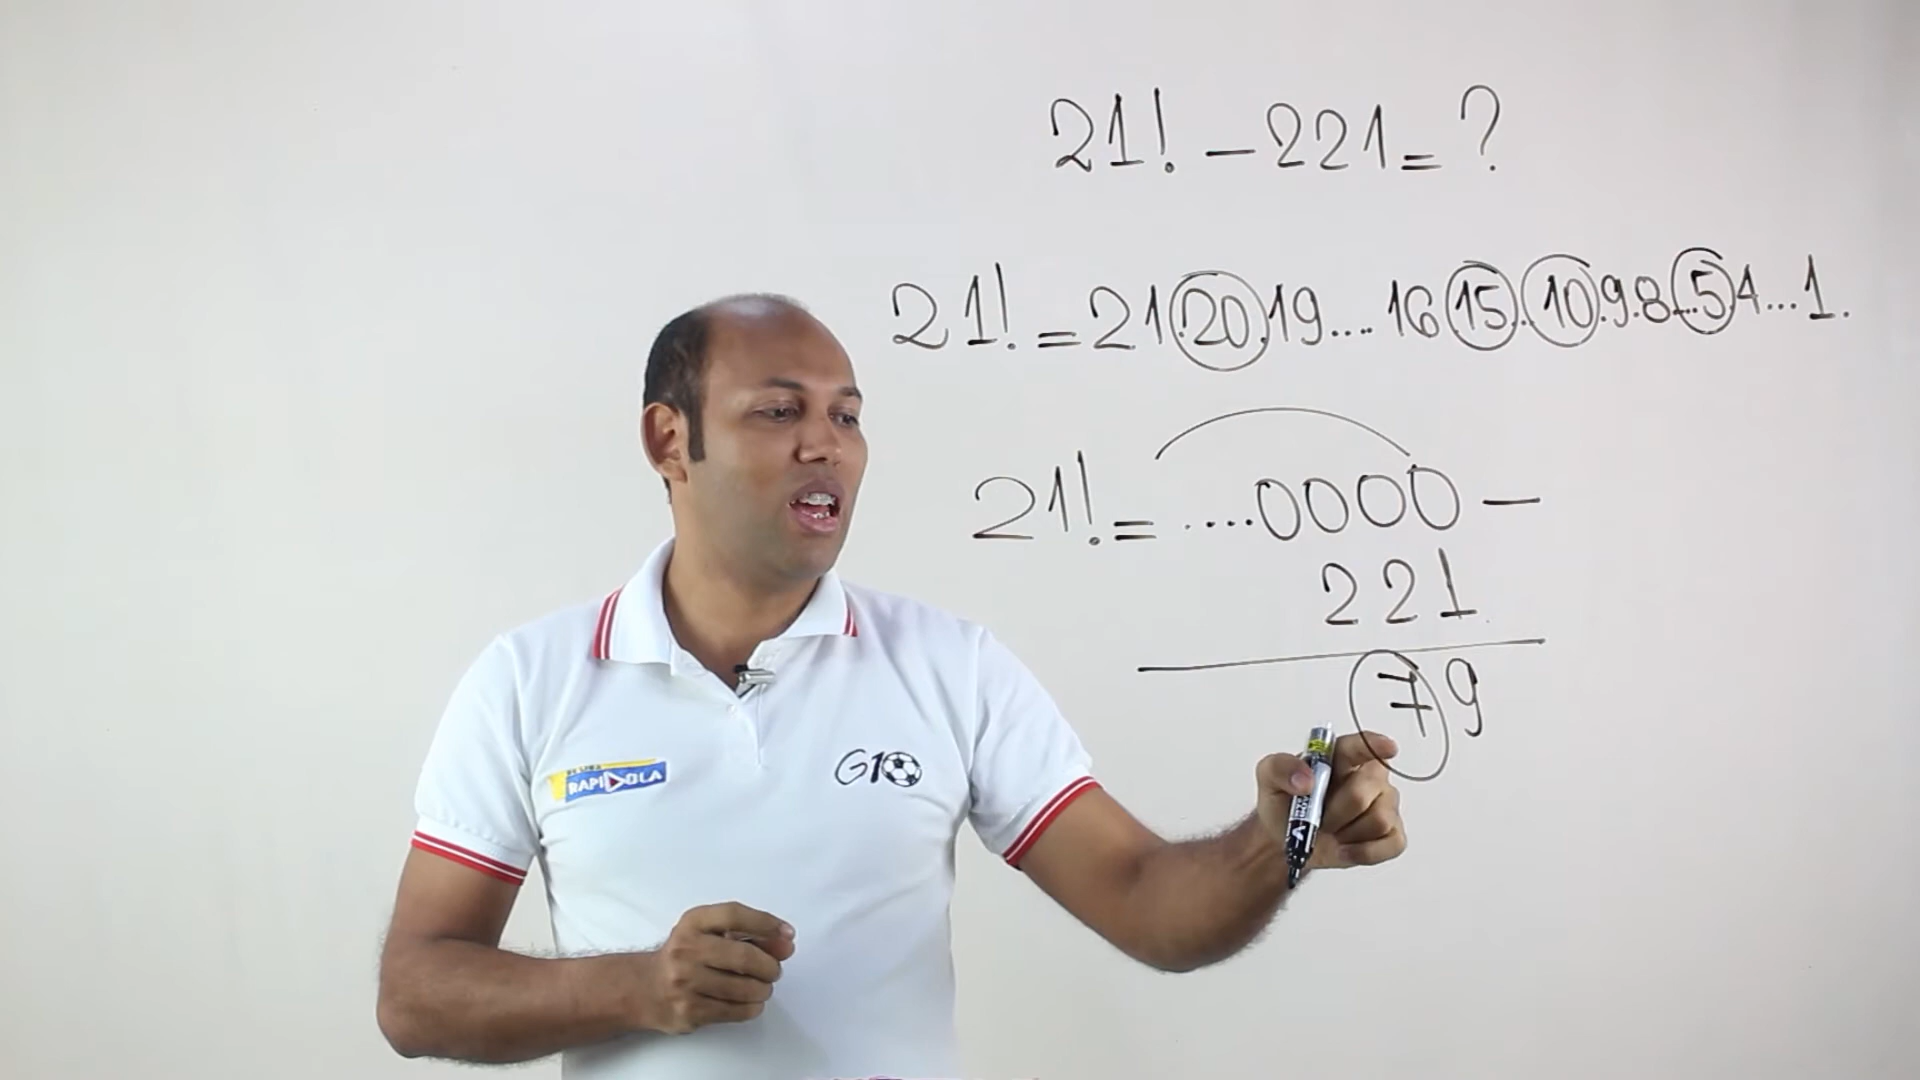 21! - 221 = ?
21! = 21.20.19.... 16.15...10.9.8...5.4...1.
21! = ....0000 -
221
79
RAPIDOLA
G10